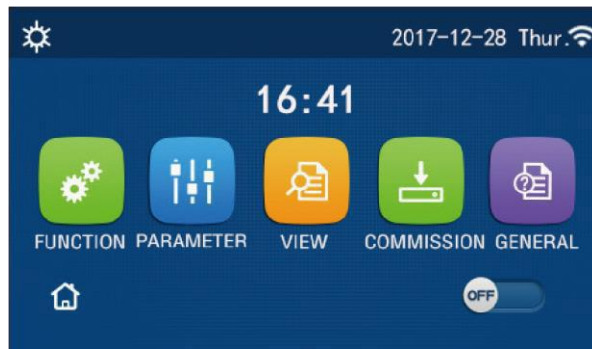 2017-12-28 Thur.
16:41
FUNCTION PARAMETER VIEW COMMISSION GENERAL
OFF